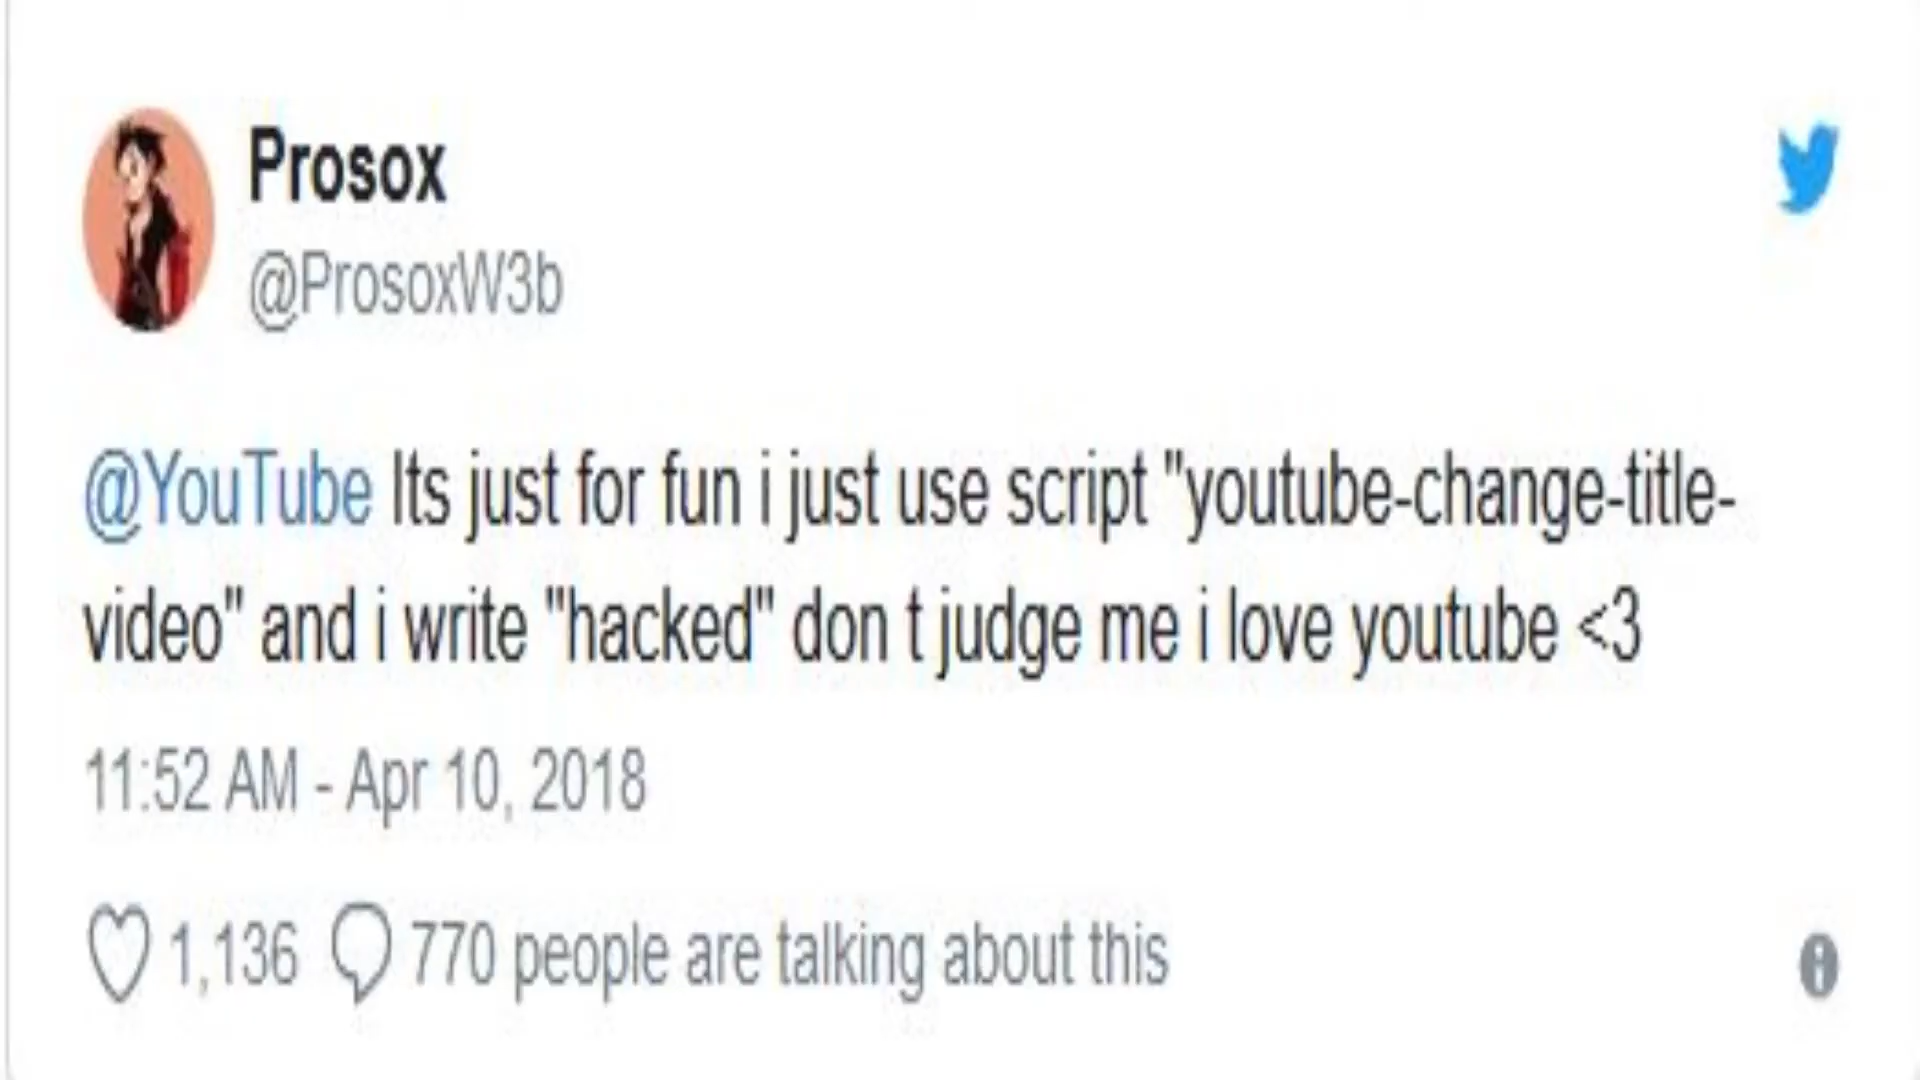 Prosox
@ProsoxW3b
@YouTube Its just for fun i just use script "youtube-change-title-
video" and i write "hacked" don t judge me i love youtube <3
11:52 AM - Apr 10, 2018
1,136 770 people are talking about this